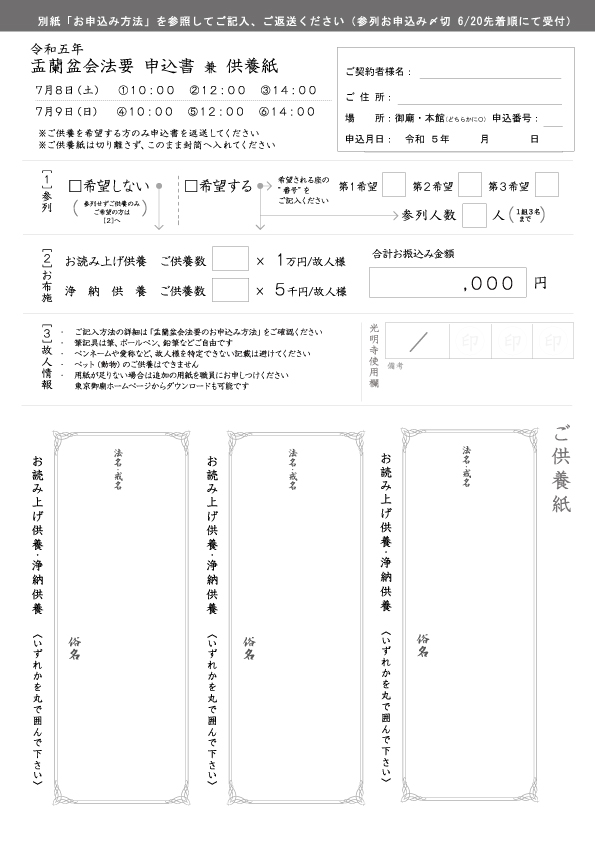 別紙「お申込み方法」を参照してご記入、ご返送ください（参列お申込み〆切 6/20先着順にて受付）
令和五年
盂蘭盆会法要 申込書 兼 供養紙
7月8日（土） ①10：00 ②12：00 ③14：00
7月9日（日） ④10：00 ⑤12：00 ⑥14：00
※ご供養を希望する方のみ申込書を返送してください
※ご供養紙は切り離さず、このまま封筒へ入れてください
ご契約者様名：
ご 住 所：
場 所：御廟・本館（どちらかに○） 申込番号：
申込月日： 令和 5年 月 日
［1］参列
□希望しない
（参列せずご供養のみ
ご希望の方は
［2］へ）
□希望する
希望される座の
“番号”を
ご記入ください
第1希望 第2希望 第3希望
参列人数 人（1組3名
まで）
［2］お布施
お読み上げ供養 ご供養数 × 1万円/故人様
浄 納 供 養 ご供養数 × 5千円/故人様
合計お振込み金額
,000 円
［3］故人情報
・ ご記入方法の詳細は「盂蘭盆会法要のお申込み方法」をご確認ください
・ 筆記具は筆、ボールペン、鉛筆などご自由です
・ ペンネームや愛称など、故人様を特定できない記載は避けてください
・ ペット（動物）のご供養はできません
・ 用紙が足りない場合は追加の用紙を職員にお申しつけください
東京御廟ホームページからダウンロードも可能です
光明寺使用欄
／ 印 印 印
備考
ご供養紙
法名・戒名
俗名
お読み上げ供養・浄納供養 〈いずれかを丸で囲んで下さい〉
法名・戒名
俗名
お読み上げ供養・浄納供養 〈いずれかを丸で囲んで下さい〉
法名・戒名
俗名
お読み上げ供養・浄納供養 〈いずれかを丸で囲んで下さい〉